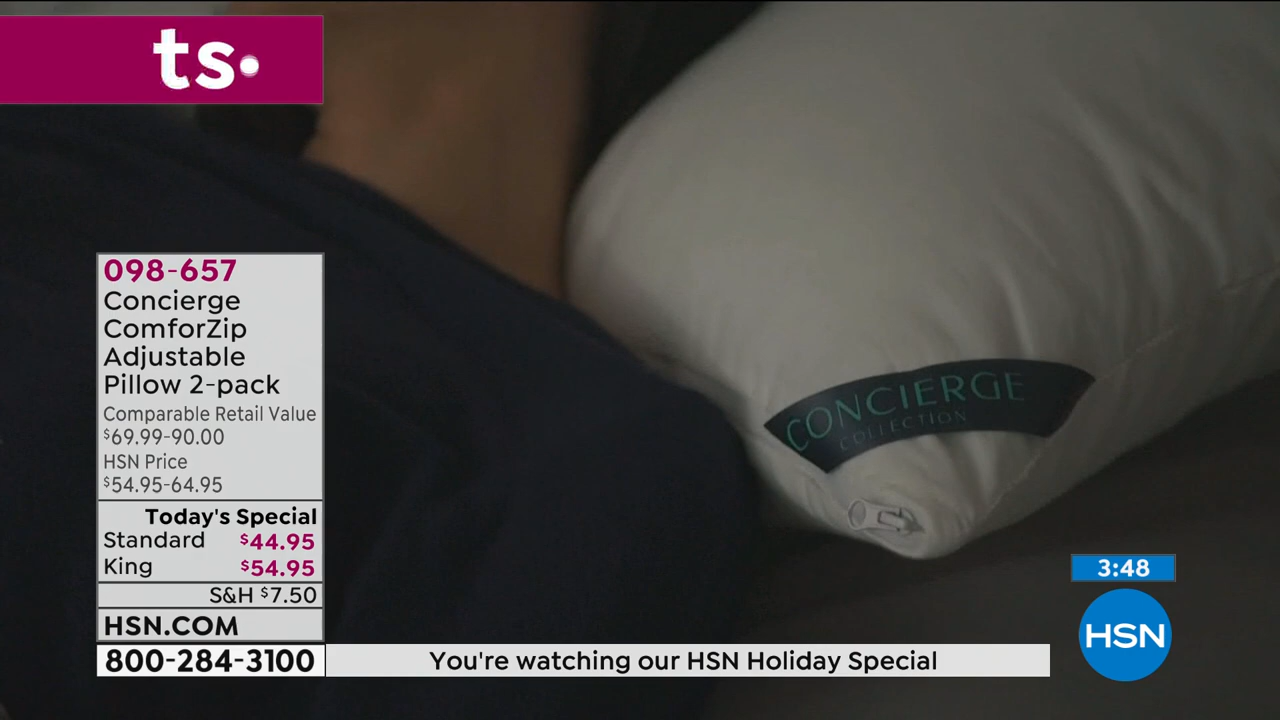 ts.
098-657
Concierge
ComforZip
Adjustable
Pillow 2-pack
Comparable Retail Value
$69.99-90.00
HSN Price
$54.95-64.95
Today's Special
Standard $44.95
King $54.95
S&H $7.50
HSN.COM
800-284-3100
You're watching our HSN Holiday Special
CONCIERGE
COLLECTION
3:48
HSN